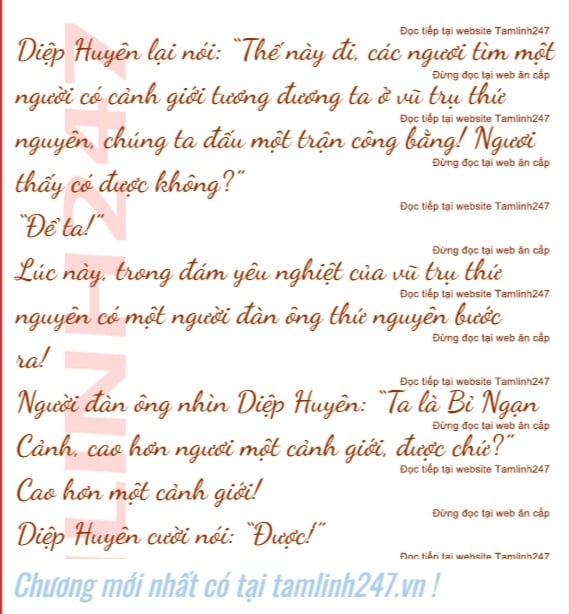 Đọc tiếp tại website Tamlinh247
Diệp Huyên lại nói: “Thế này đi, các ngươi tìm một
Đừng đọc tại web ăn cắp
người có cảnh giới tương đương ta ở vũ trụ thứ
Đọc tiếp tại website Tamlinh247
nguyên, chúng ta đấu một trận công bằng! Ngươi
Đừng đọc tại web ăn cắp
thấy có được không?”
Đọc tiếp tại website Tamlinh247
“Để ta!”
Đừng đọc tại web ăn cắp
Lúc này, trong đám yêu nghiệt của vũ trụ thứ
Đọc tiếp tại website Tamlinh247
nguyên có một người đàn ông thứ nguyên bước
Đừng đọc tại web ăn cắp
ra!
Đọc tiếp tại website Tamlinh247
Người đàn ông nhìn Diệp Huyên: “Ta là Bỉ Ngạn
Đừng đọc tại web ăn cắp
Cảnh, cao hơn ngươi một cảnh giới, được chứ?”
Đọc tiếp tại website Tamlinh247
Cao hơn một cảnh giới!
Đừng đọc tại web ăn cắp
Diệp Huyên cười nói: “Được!”
Đọc tiếp tại website Tamlinh247
LINH247
Chương mới nhất có tại tamlinh247.vn !